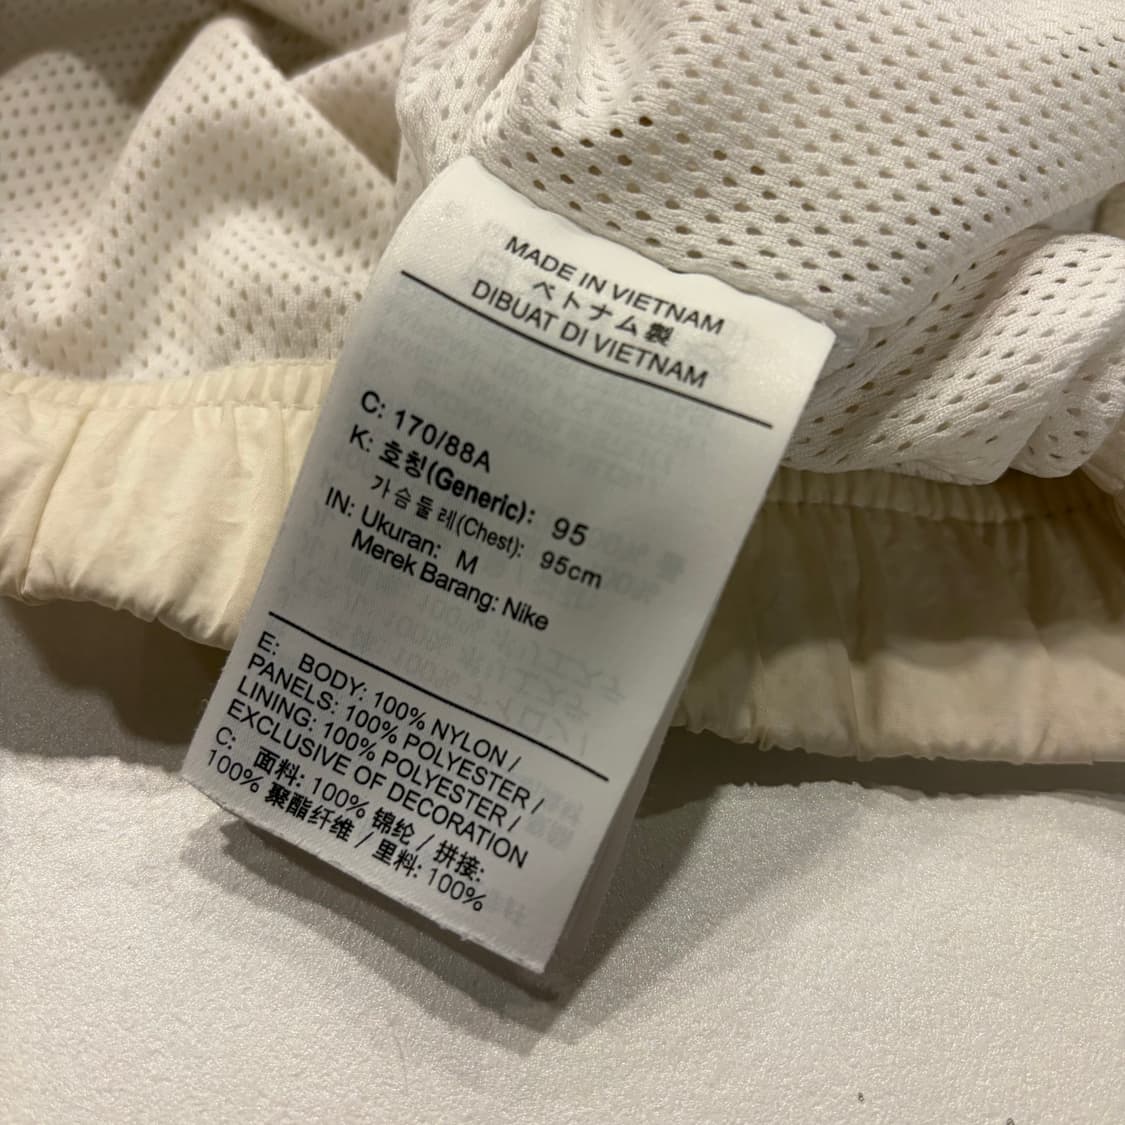 MADE IN VIETNAM
ベトナム製
DIBUAT DI VIETNAM
C: 170/88A
K: 호칭(Generic): 95
가슴둘레(Chest): 95cm
IN: Ukuran: M
Merek Barang: Nike
E: BODY: 100% NYLON /
PANELS: 100% POLYESTER /
LINING: 100% POLYESTER /
EXCLUSIVE OF DECORATION
C: 面料: 100% 锦纶 / 拼接:
100% 聚酯纤维 / 里料: 100%